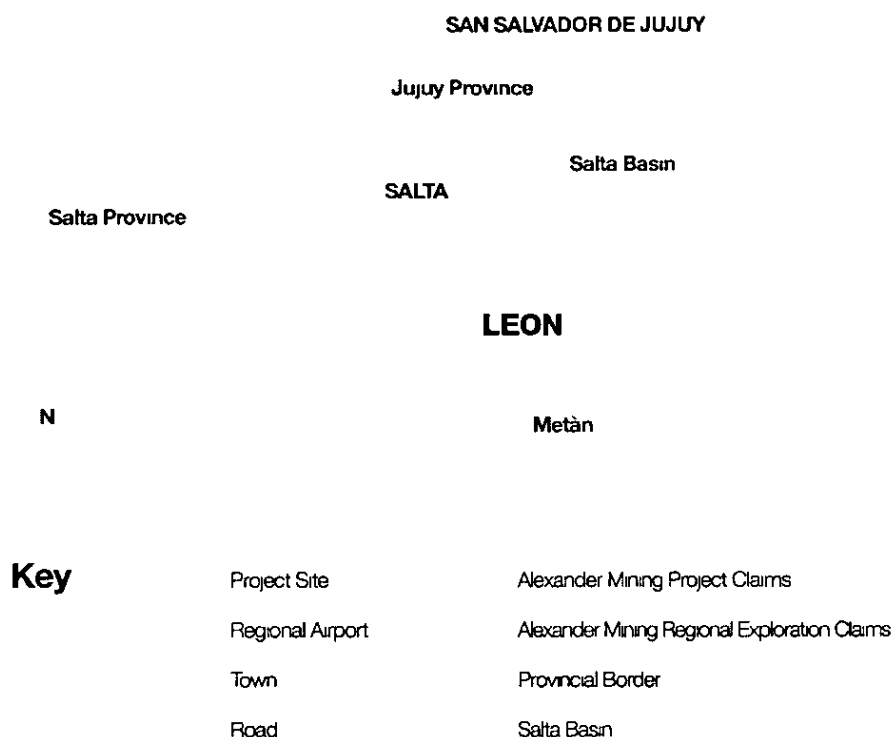 SAN SALVADOR DE JUJUY
Jujuy Province
Salta Basin
SALTA
Salta Province
LEON
N
Metàn
Key
Project Site Alexander Mining Project Claims
Regional Airport Alexander Mining Regional Exploration Claims
Town Provincial Border
Road Salta Basin